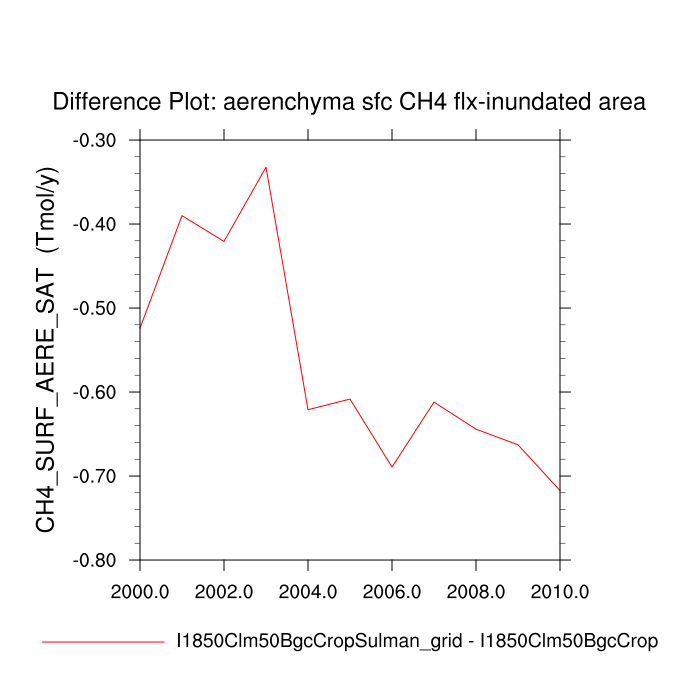 Difference Plot: aerenchyma sfc CH4 flx-inundated area
CH4_SURF_AERE_SAT (Tmol/y)
-0.30
-0.40
-0.50
-0.60
-0.70
-0.80
2000.0 2002.0 2004.0 2006.0 2008.0 2010.0
I1850Clm50BgcCropSulman_grid - I1850Clm50BgcCrop